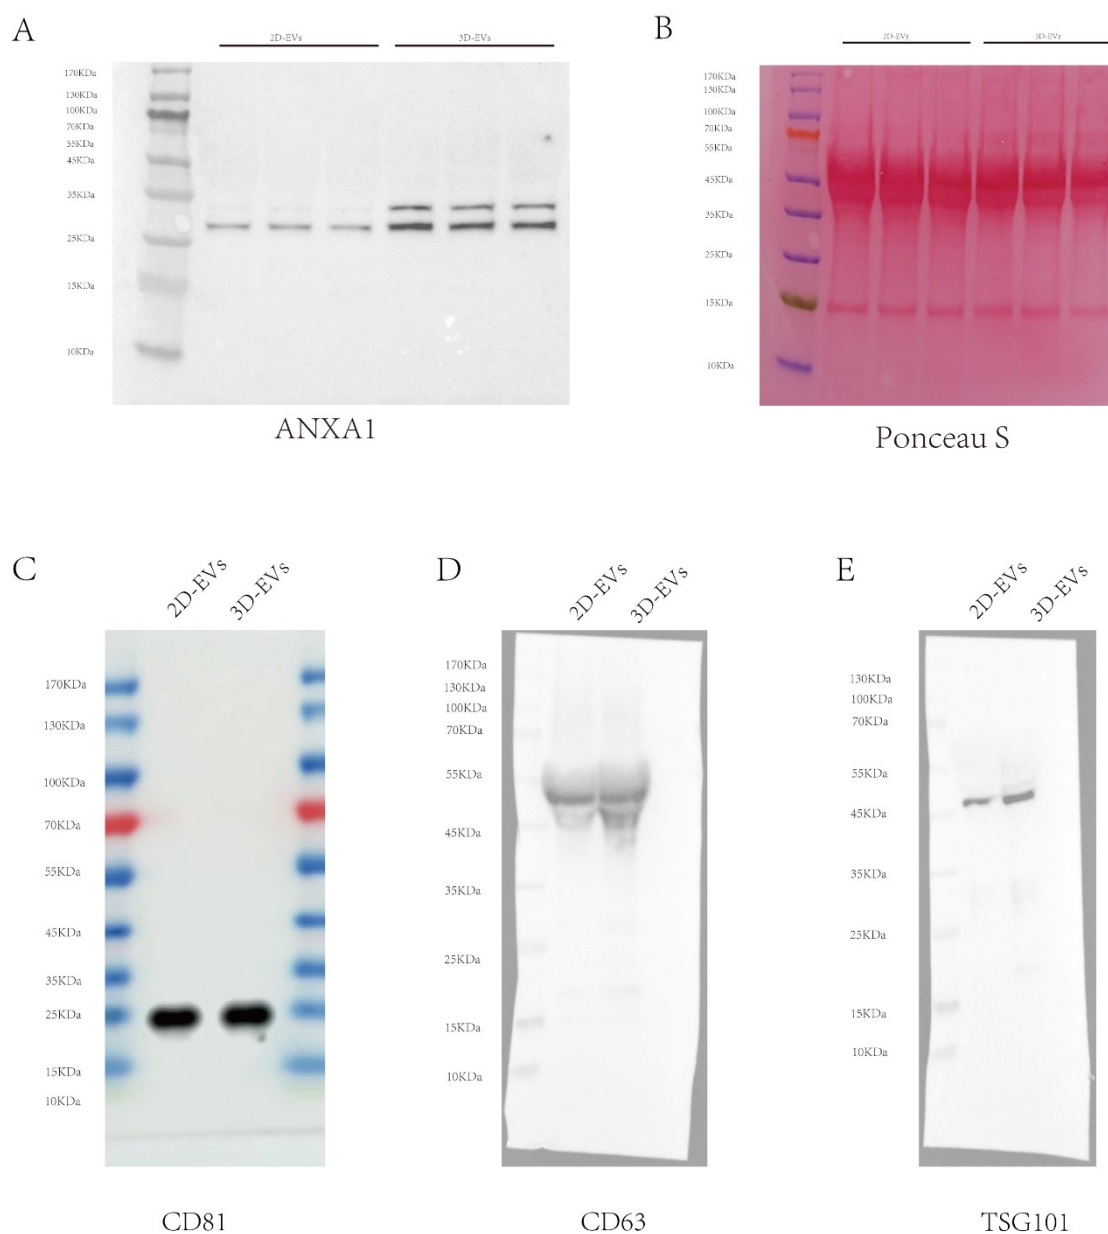 A
2D-EVs 3D-EVs
170KDa
130KDa
100KDa
70KDa
55KDa
45KDa
35KDa
25KDa
15KDa
10KDa
ANXA1
B
2D-EVs 3D-EVs
170KDa
130KDa
100KDa
70KDa
55KDa
45KDa
35KDa
25KDa
15KDa
10KDa
Ponceau S
C
2D-EVs
3D-EVs
170KDa
130KDa
100KDa
70KDa
55KDa
45KDa
35KDa
25KDa
15KDa
10KDa
CD81
D
2D-EVs
3D-EVs
170KDa
130KDa
100KDa
70KDa
55KDa
45KDa
35KDa
25KDa
15KDa
10KDa
CD63
E
2D-EVs
3D-EVs
130KDa
100KDa
70KDa
55KDa
45KDa
35KDa
25KDa
15KDa
10KDa
TSG101